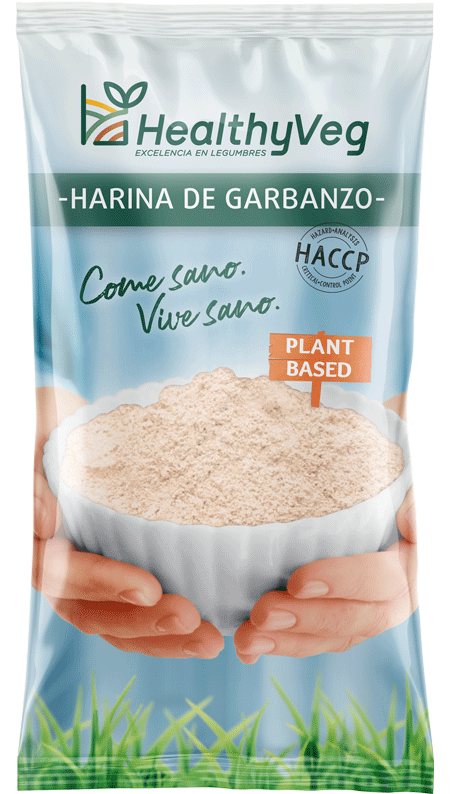 HealthyVeg
EXCELENCIA EN LEGUMBRES
-HARINA DE GARBANZO-
HAZARD•ANALYSIS
HACCP
CRITICAL•CONTROL POINT
Come sano.
Vive sano.
PLANT
BASED